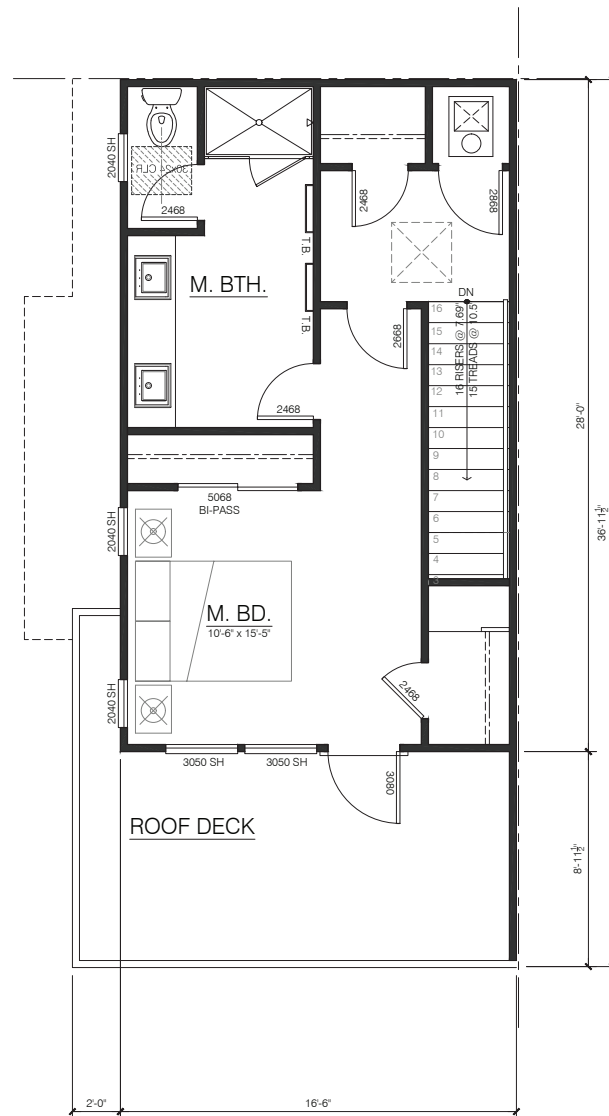 2040 SH
30x24 CLR
2468
2468
2868
T.B.
M. BTH.
T.B.
DN
16
15
14
13
12
11
10
9
8
7
6
5
4
3
16 RISERS @ 7.69"
15 TREADS @ 10.5"
2668
2468
28'-0"
36'-11½"
5068
BI-PASS
2040 SH
M. BD.
10'-6" x 15'-5"
2468
2040 SH
3050 SH
3050 SH
3080
ROOF DECK
8'-11½"
2'-0"
16'-6"